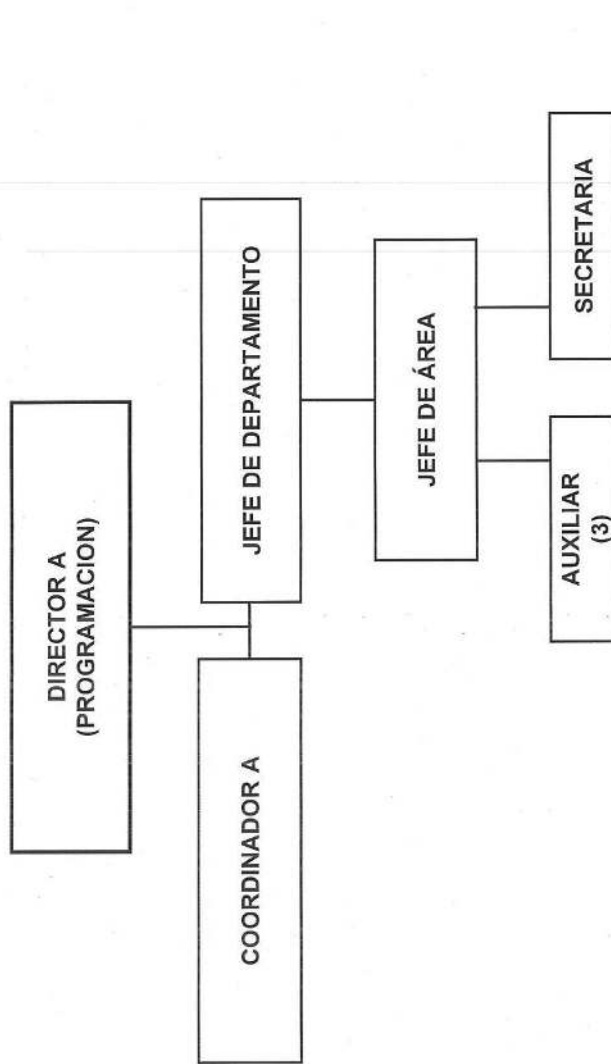 DIRECTOR A
(PROGRAMACION)
COORDINADOR A
JEFE DE DEPARTAMENTO
JEFE DE ÁREA
AUXILIAR
(3)
SECRETARIA